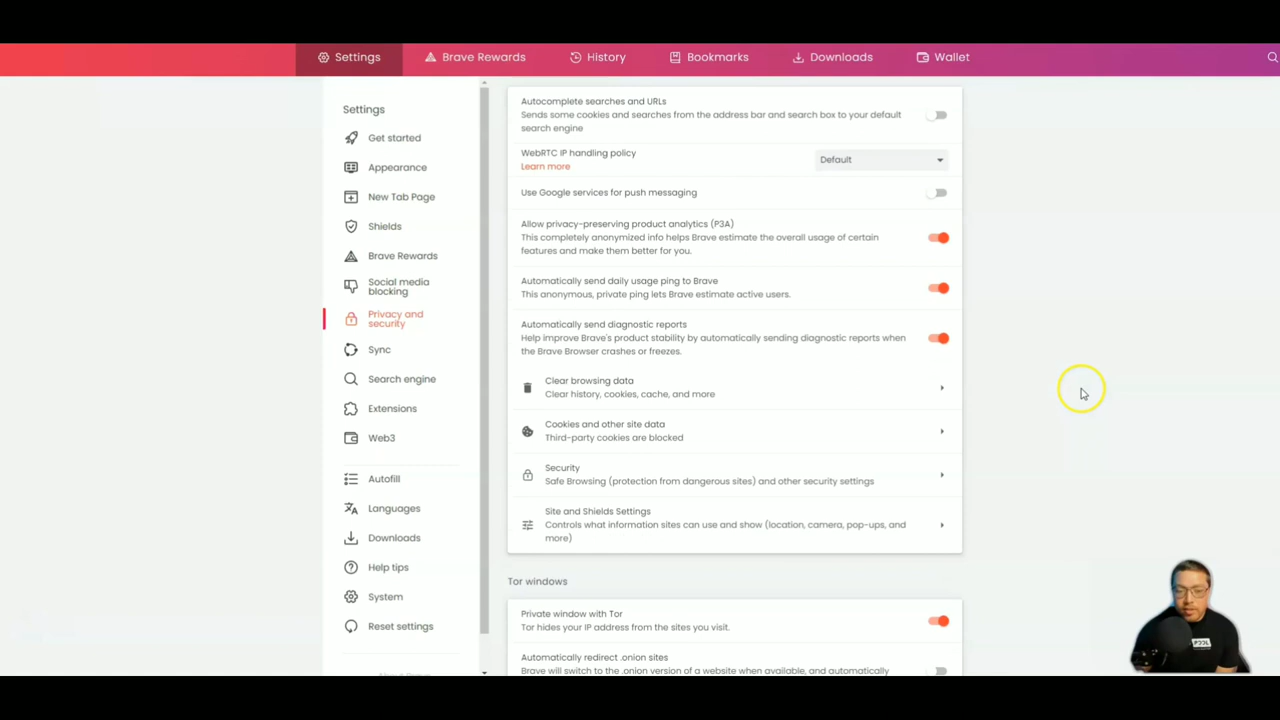 Settings
Brave Rewards
History
Bookmarks
Downloads
Wallet
Settings
Get started
Appearance
New Tab Page
Shields
Brave Rewards
Social media
blocking
Privacy and
security
Sync
Search engine
Extensions
Web3
Autofill
Languages
Downloads
Help tips
System
Reset settings
Autocomplete searches and URLs
Sends some cookies and searches from the address bar and search box to your default
search engine
WebRTC IP handling policy
Learn more
Default
Use Google services for push messaging
Allow privacy-preserving product analytics (P3A)
This completely anonymized info helps Brave estimate the overall usage of certain
features and make them better for you.
Automatically send daily usage ping to Brave
This anonymous, private ping lets Brave estimate active users.
Automatically send diagnostic reports
Help improve Brave's product stability by automatically sending diagnostic reports when
the Brave Browser crashes or freezes.
Clear browsing data
Clear history, cookies, cache, and more
Cookies and other site data
Third-party cookies are blocked
Security
Safe Browsing (protection from dangerous sites) and other security settings
Site and Shields Settings
Controls what information sites can use and show (location, camera, pop-ups, and
more)
Tor windows
Private window with Tor
Tor hides your IP address from the sites you visit.
Automatically redirect .onion sites
Brave will switch to the .onion version of a website when available, and automatically